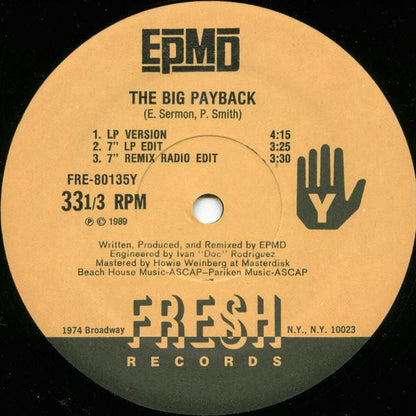 EPMD
THE BIG PAYBACK
(E. Sermon, P. Smith)
1. LP VERSION 4:15
2. 7" LP EDIT 3:25
3. 7" REMIX RADIO EDIT 3:30
FRE-80135Y
33 1/3 RPM
Ⓟ © 1989
Y
Written, Produced, and Remixed by EPMD
Engineered by Ivan "Doc" Rodriguez
Mastered by Howie Weinberg at Masterdisk
Beach House Music-ASCAP–Pariken Music-ASCAP
1974 Broadway FRESH N.Y., N.Y. 10023
RECORDS